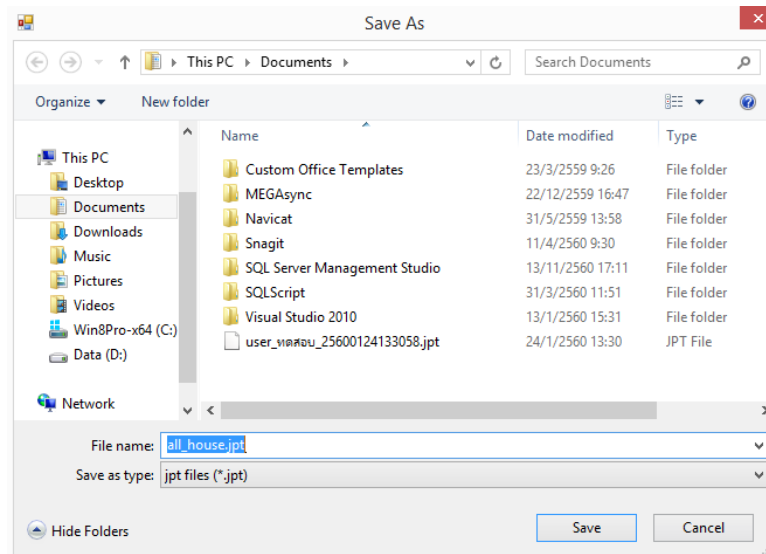 Save As
This PC Documents
Search Documents
Organize New folder
Name Date modified Type
This PC
Desktop
Documents
Downloads
Music
Pictures
Videos
Win8Pro-x64 (C:)
Data (D:)
Network
Custom Office Templates 23/3/2559 9:26 File folder
MEGAsync 22/12/2559 16:47 File folder
Navicat 31/5/2559 13:58 File folder
Snagit 11/4/2560 9:30 File folder
SQL Server Management Studio 13/11/2560 17:11 File folder
SQLScript 31/3/2560 11:51 File folder
Visual Studio 2010 13/1/2560 15:31 File folder
user_ทดสอบ_25600124133058.jpt 24/1/2560 13:30 JPT File
File name: all_house.jpt
Save as type: jpt files (*.jpt)
Hide Folders Save Cancel